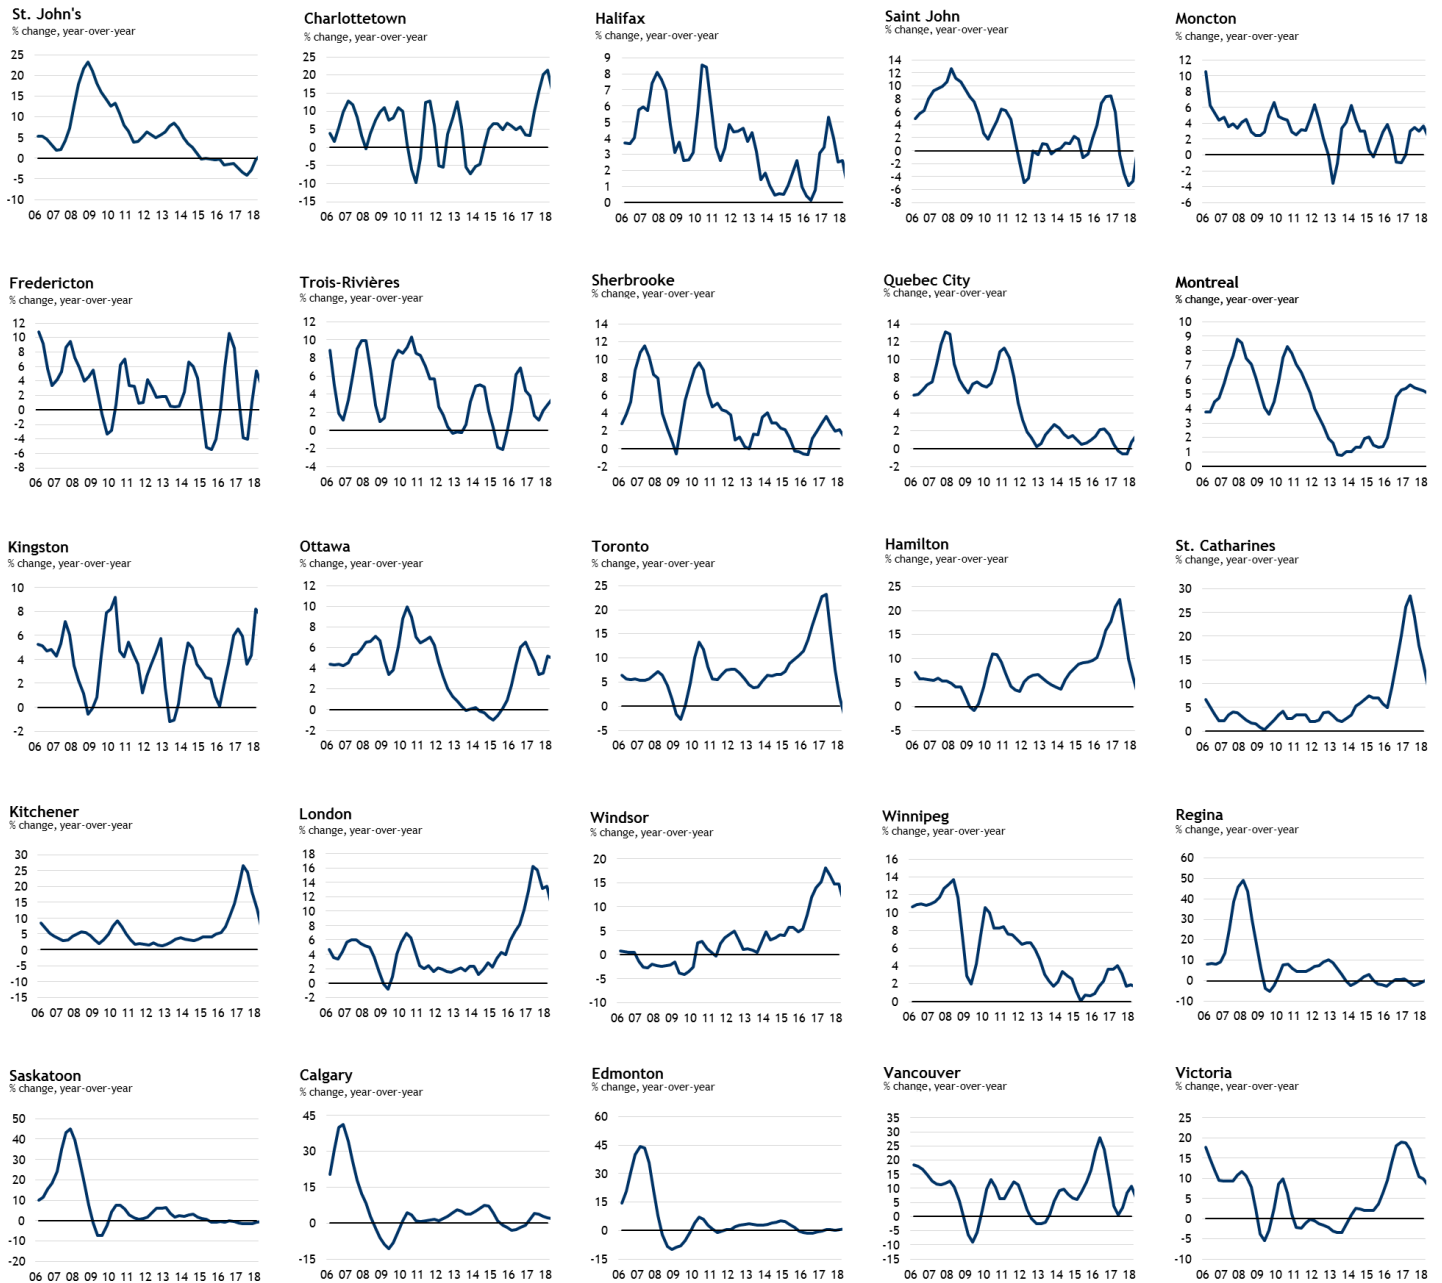 St. John's
% change, year-over-year
25
20
15
10
5
0
-5
-10
06 07 08 09 10 11 12 13 14 15 16 17 18
Charlottetown
% change, year-over-year
25
20
15
10
5
0
-5
-10
-15
06 07 08 09 10 11 12 13 14 15 16 17 18
Halifax
% change, year-over-year
9
8
7
6
5
4
3
2
1
0
06 07 08 09 10 11 12 13 14 15 16 17 18
Saint John
% change, year-over-year
14
12
10
8
6
4
2
0
-2
-4
-6
-8
06 07 08 09 10 11 12 13 14 15 16 17 18
Moncton
% change, year-over-year
12
10
8
6
4
2
0
-2
-4
-6
06 07 08 09 10 11 12 13 14 15 16 17 18
Fredericton
% change, year-over-year
12
10
8
6
4
2
0
-2
-4
-6
-8
06 07 08 09 10 11 12 13 14 15 16 17 18
Trois-Rivières
% change, year-over-year
12
10
8
6
4
2
0
-2
-4
06 07 08 09 10 11 12 13 14 15 16 17 18
Sherbrooke
% change, year-over-year
14
12
10
8
6
4
2
0
-2
06 07 08 09 10 11 12 13 14 15 16 17 18
Quebec City
% change, year-over-year
14
12
10
8
6
4
2
0
-2
06 07 08 09 10 11 12 13 14 15 16 17 18
Montreal
% change, year-over-year
10
9
8
7
6
5
4
3
2
1
0
06 07 08 09 10 11 12 13 14 15 16 17 18
Kingston
% change, year-over-year
10
8
6
4
2
0
-2
06 07 08 09 10 11 12 13 14 15 16 17 18
Ottawa
% change, year-over-year
12
10
8
6
4
2
0
-2
06 07 08 09 10 11 12 13 14 15 16 17 18
Toronto
% change, year-over-year
25
20
15
10
5
0
-5
06 07 08 09 10 11 12 13 14 15 16 17 18
Hamilton
% change, year-over-year
25
20
15
10
5
0
-5
06 07 08 09 10 11 12 13 14 15 16 17 18
St. Catharines
% change, year-over-year
30
25
20
15
10
5
0
06 07 08 09 10 11 12 13 14 15 16 17 18
Kitchener
% change, year-over-year
30
25
20
15
10
5
0
-5
-10
-15
06 07 08 09 10 11 12 13 14 15 16 17 18
London
% change, year-over-year
18
16
14
12
10
8
6
4
2
0
-2
06 07 08 09 10 11 12 13 14 15 16 17 18
Windsor
% change, year-over-year
20
15
10
5
0
-5
-10
06 07 08 09 10 11 12 13 14 15 16 17 18
Winnipeg
% change, year-over-year
16
14
12
10
8
6
4
2
0
06 07 08 09 10 11 12 13 14 15 16 17 18
Regina
% change, year-over-year
60
50
40
30
20
10
0
-10
06 07 08 09 10 11 12 13 14 15 16 17 18
Saskatoon
% change, year-over-year
50
40
30
20
10
0
-10
-20
06 07 08 09 10 11 12 13 14 15 16 17 18
Calgary
% change, year-over-year
45
30
15
0
-15
06 07 08 09 10 11 12 13 14 15 16 17 18
Edmonton
% change, year-over-year
60
45
30
15
0
-15
06 07 08 09 10 11 12 13 14 15 16 17 18
Vancouver
% change, year-over-year
35
30
25
20
15
10
5
0
-5
-10
-15
06 07 08 09 10 11 12 13 14 15 16 17 18
Victoria
% change, year-over-year
25
20
15
10
5
0
-5
-10
06 07 08 09 10 11 12 13 14 15 16 17 18